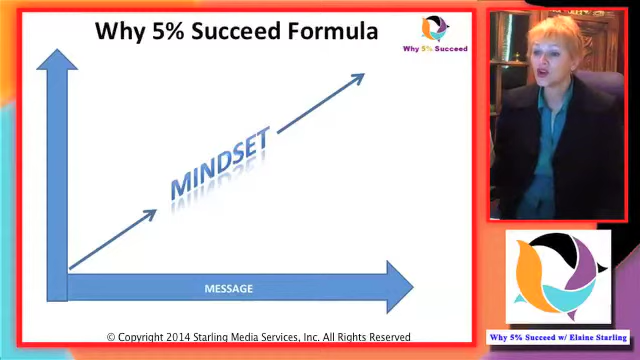 Why 5% Succeed Formula
Why 5% Succeed
MINDSET
MESSAGE
© Copyright 2014 Starling Media Services, Inc. All Rights Reserved
Why 5% Succeed w/ Elaine Starling